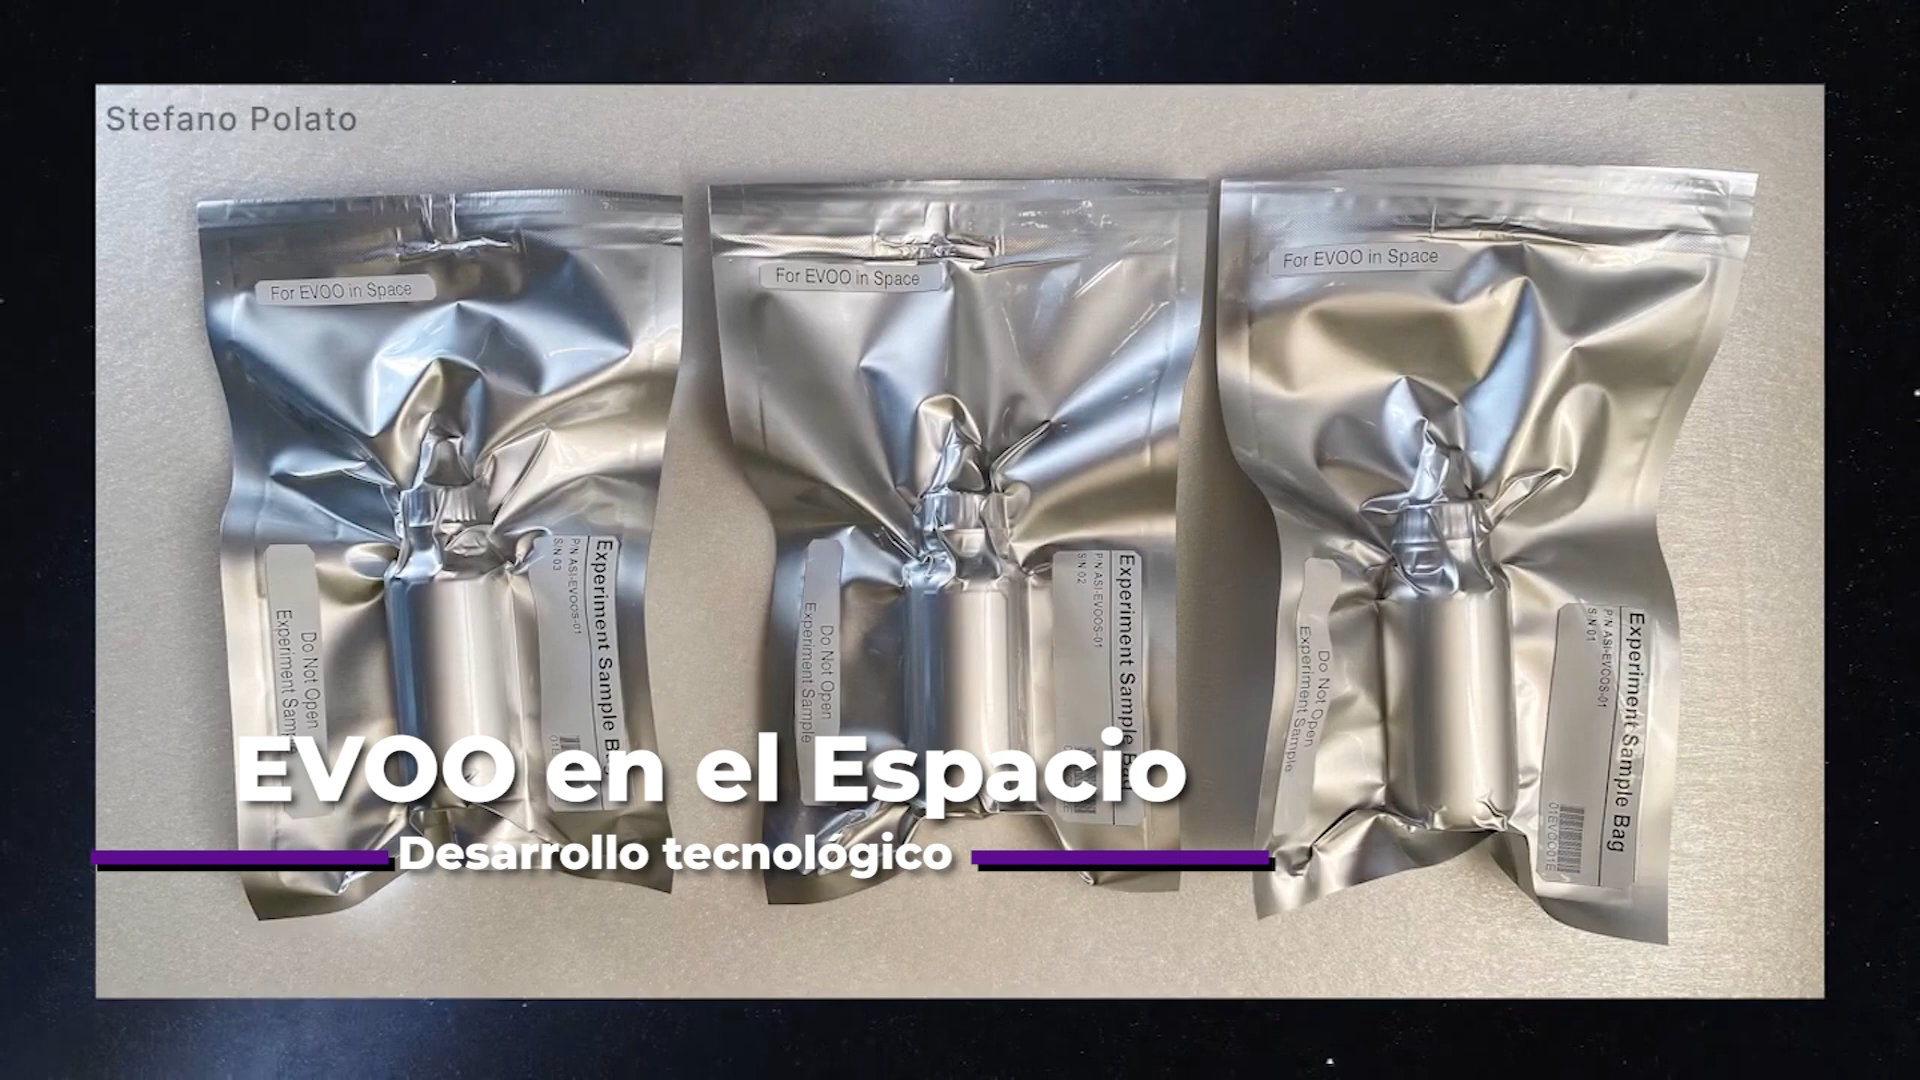 Stefano Polato
For EVOO in Space
For EVOO in Space
For EVOO in Space
Do Not Open
Experiment Sample
Experiment Sample Bag
P/N ASI-EVOOS-01
S/N 03
Do Not Open
Experiment Sample
Experiment Sample Bag
P/N ASI-EVOOS-01
S/N 02
Do Not Open
Experiment Sample
Experiment Sample Bag
P/N ASI-EVOOS-01
S/N 01
EVOO en el Espacio
Desarrollo tecnológico